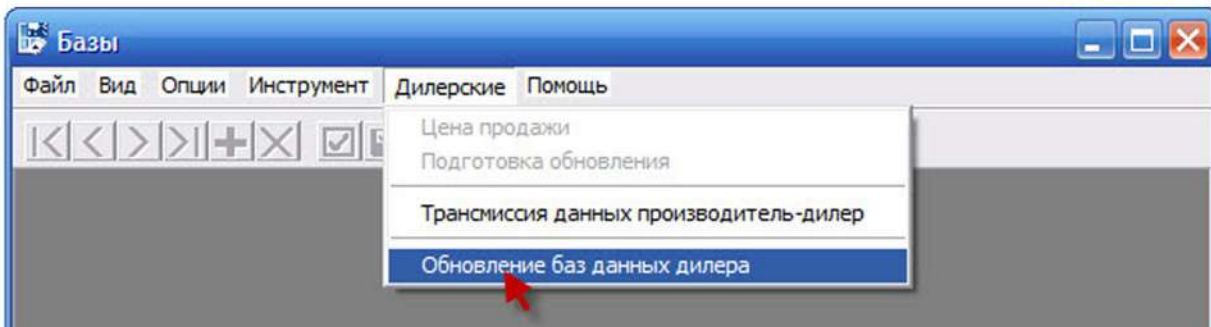 Базы
Файл Вид Опции Инструмент Дилерские Помощь
Цена продажи
Подготовка обновления
Трансмиссия данных производитель-дилер
Обновление баз данных дилера